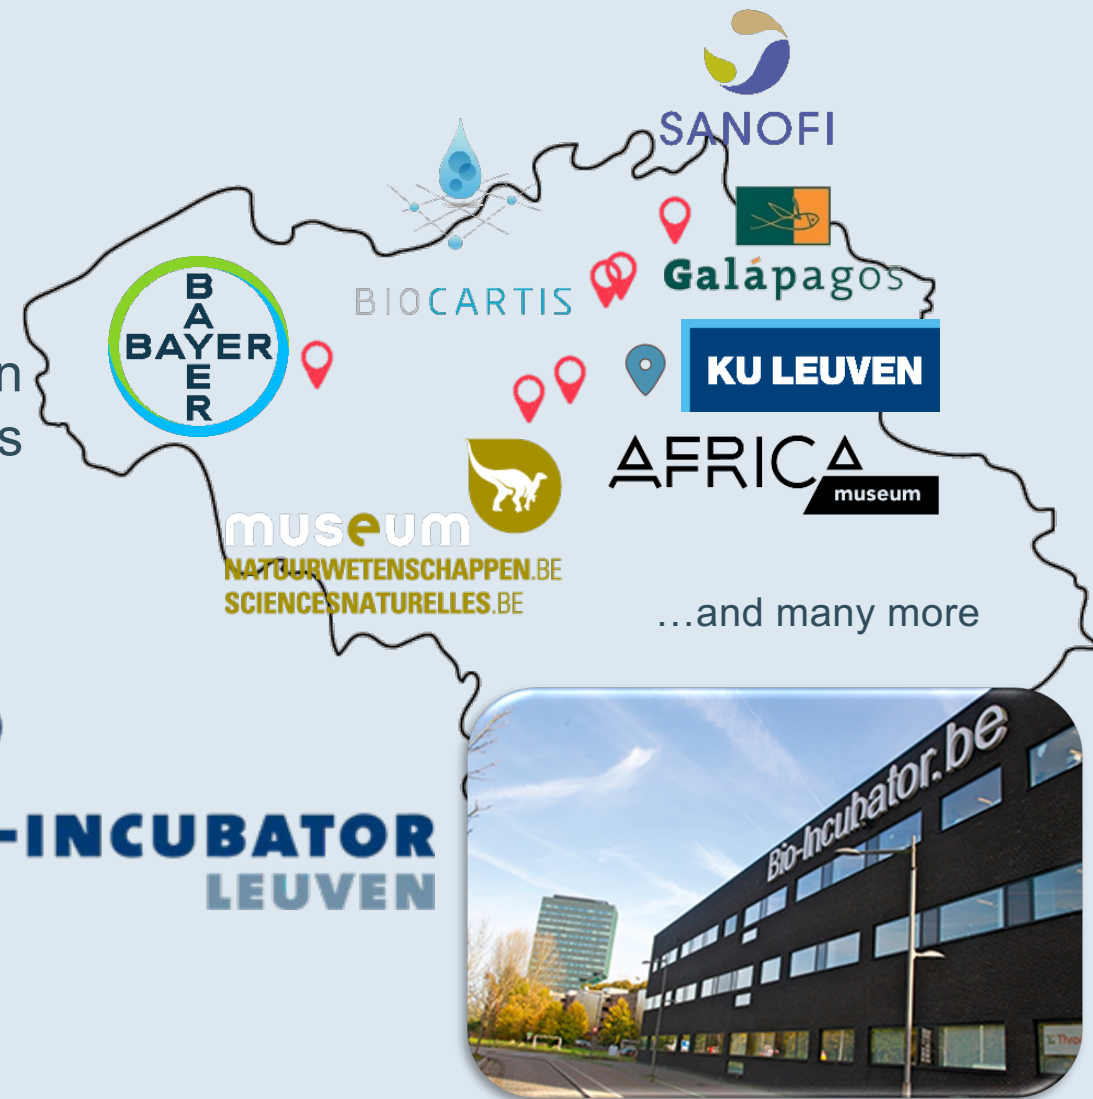 SANOFI
BIOCARTIS
Galápagos
BAYER
BAYER
KU LEUVEN
n
s
AFRICA
museum
museum
NATUURWETENSCHAPPEN.BE
SCIENCESNATURELLES.BE
...and many more
-INCUBATOR
LEUVEN
Bio-Incubator.be